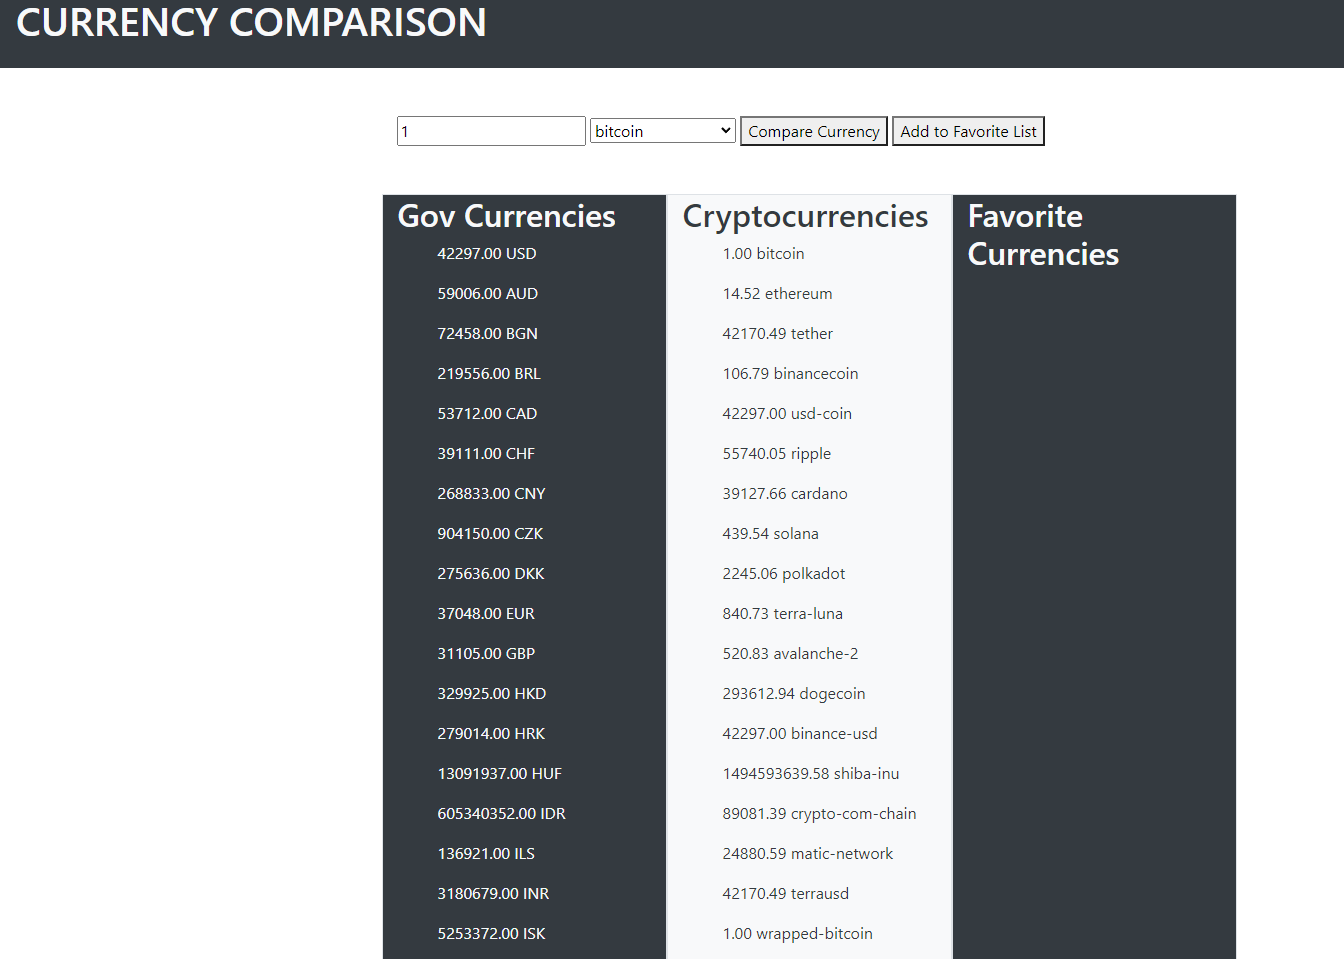 CURRENCY COMPARISON
1 bitcoin Compare Currency Add to Favorite List
Gov Currencies
42297.00 USD
59006.00 AUD
72458.00 BGN
219556.00 BRL
53712.00 CAD
39111.00 CHF
268833.00 CNY
904150.00 CZK
275636.00 DKK
37048.00 EUR
31105.00 GBP
329925.00 HKD
279014.00 HRK
13091937.00 HUF
605340352.00 IDR
136921.00 ILS
3180679.00 INR
5253372.00 ISK
Cryptocurrencies
1.00 bitcoin
14.52 ethereum
42170.49 tether
106.79 binancecoin
42297.00 usd-coin
55740.05 ripple
39127.66 cardano
439.54 solana
2245.06 polkadot
840.73 terra-luna
520.83 avalanche-2
293612.94 dogecoin
42297.00 binance-usd
1494593639.58 shiba-inu
89081.39 crypto-com-chain
24880.59 matic-network
42170.49 terrausd
1.00 wrapped-bitcoin
Favorite
Currencies